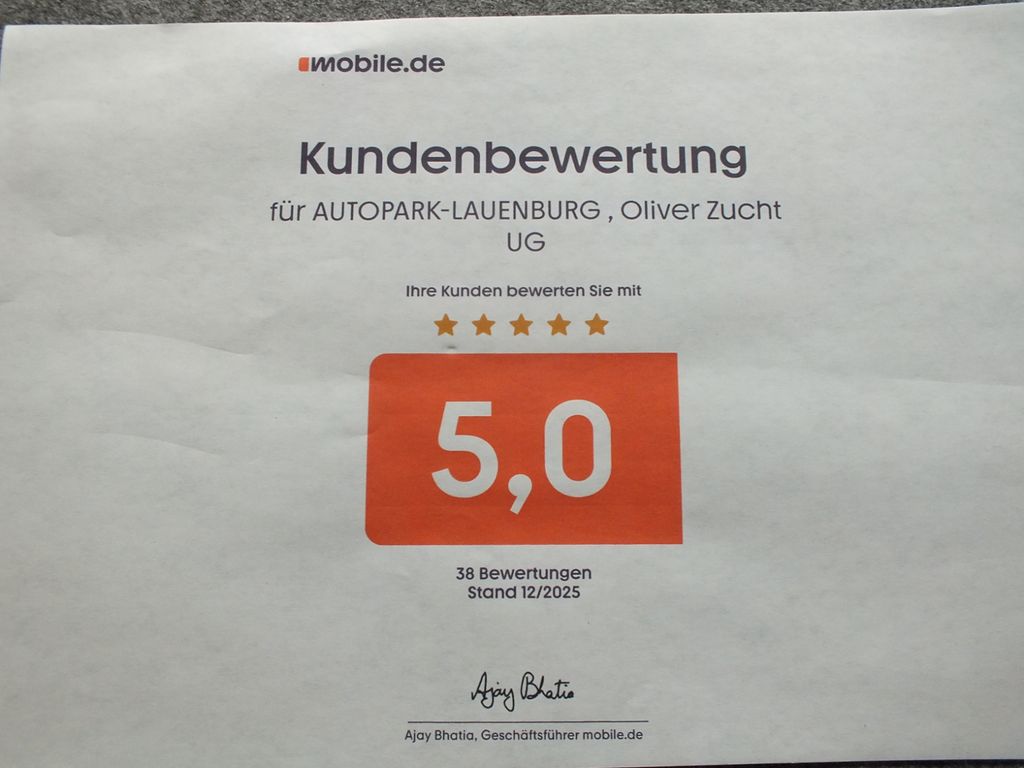 mobile.de
Kundenbewertung
für AUTOPARK-LAUENBURG , Oliver Zucht
UG
Ihre Kunden bewerten Sie mit
5,0
38 Bewertungen
Stand 12/2025
Ajay Bhatia
Ajay Bhatia, Geschäftsführer mobile.de